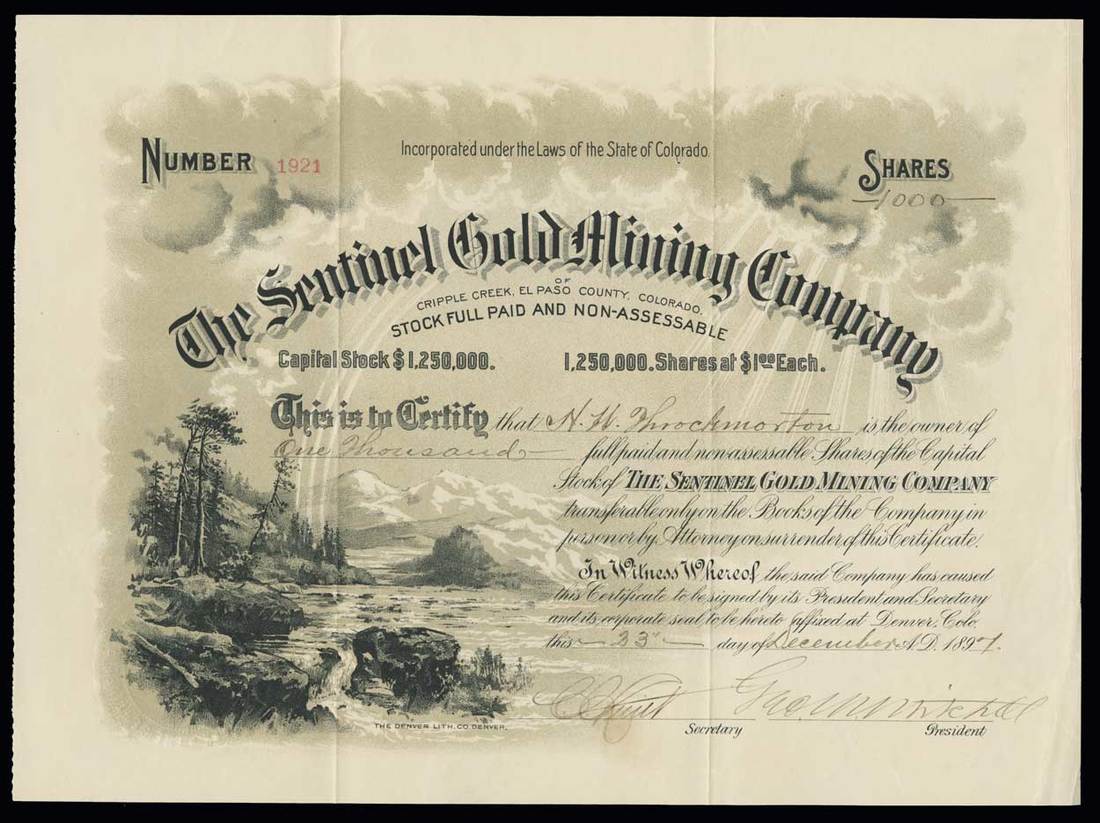 NUMBER 1921
Incorporated under the Laws of the State of Colorado.
SHARES
1000
The Sentinel Gold Mining Company
OF
CRIPPLE CREEK, EL PASO COUNTY, COLORADO.
STOCK FULL PAID AND NON-ASSESSABLE
Capital Stock $1,250,000. 1,250,000. Shares at $1.00 Each.
This is to Certify that H. W. Throckmorton is the owner of
One Thousand full paid and non-assessable Shares of the Capital
Stock of THE SENTINEL GOLD MINING COMPANY
transferable only on the Books of the Company in
person or by Attorney on surrender of this Certificate.
In Witness Whereof, the said Company has caused
this Certificate to be signed by its President and Secretary
and its corporate seal to be hereto affixed at Denver, Colo.
this 23" day of December A.D. 1897.
Geo. W. Mitchell
THE DENVER LITH. CO. DENVER.
Secretary President